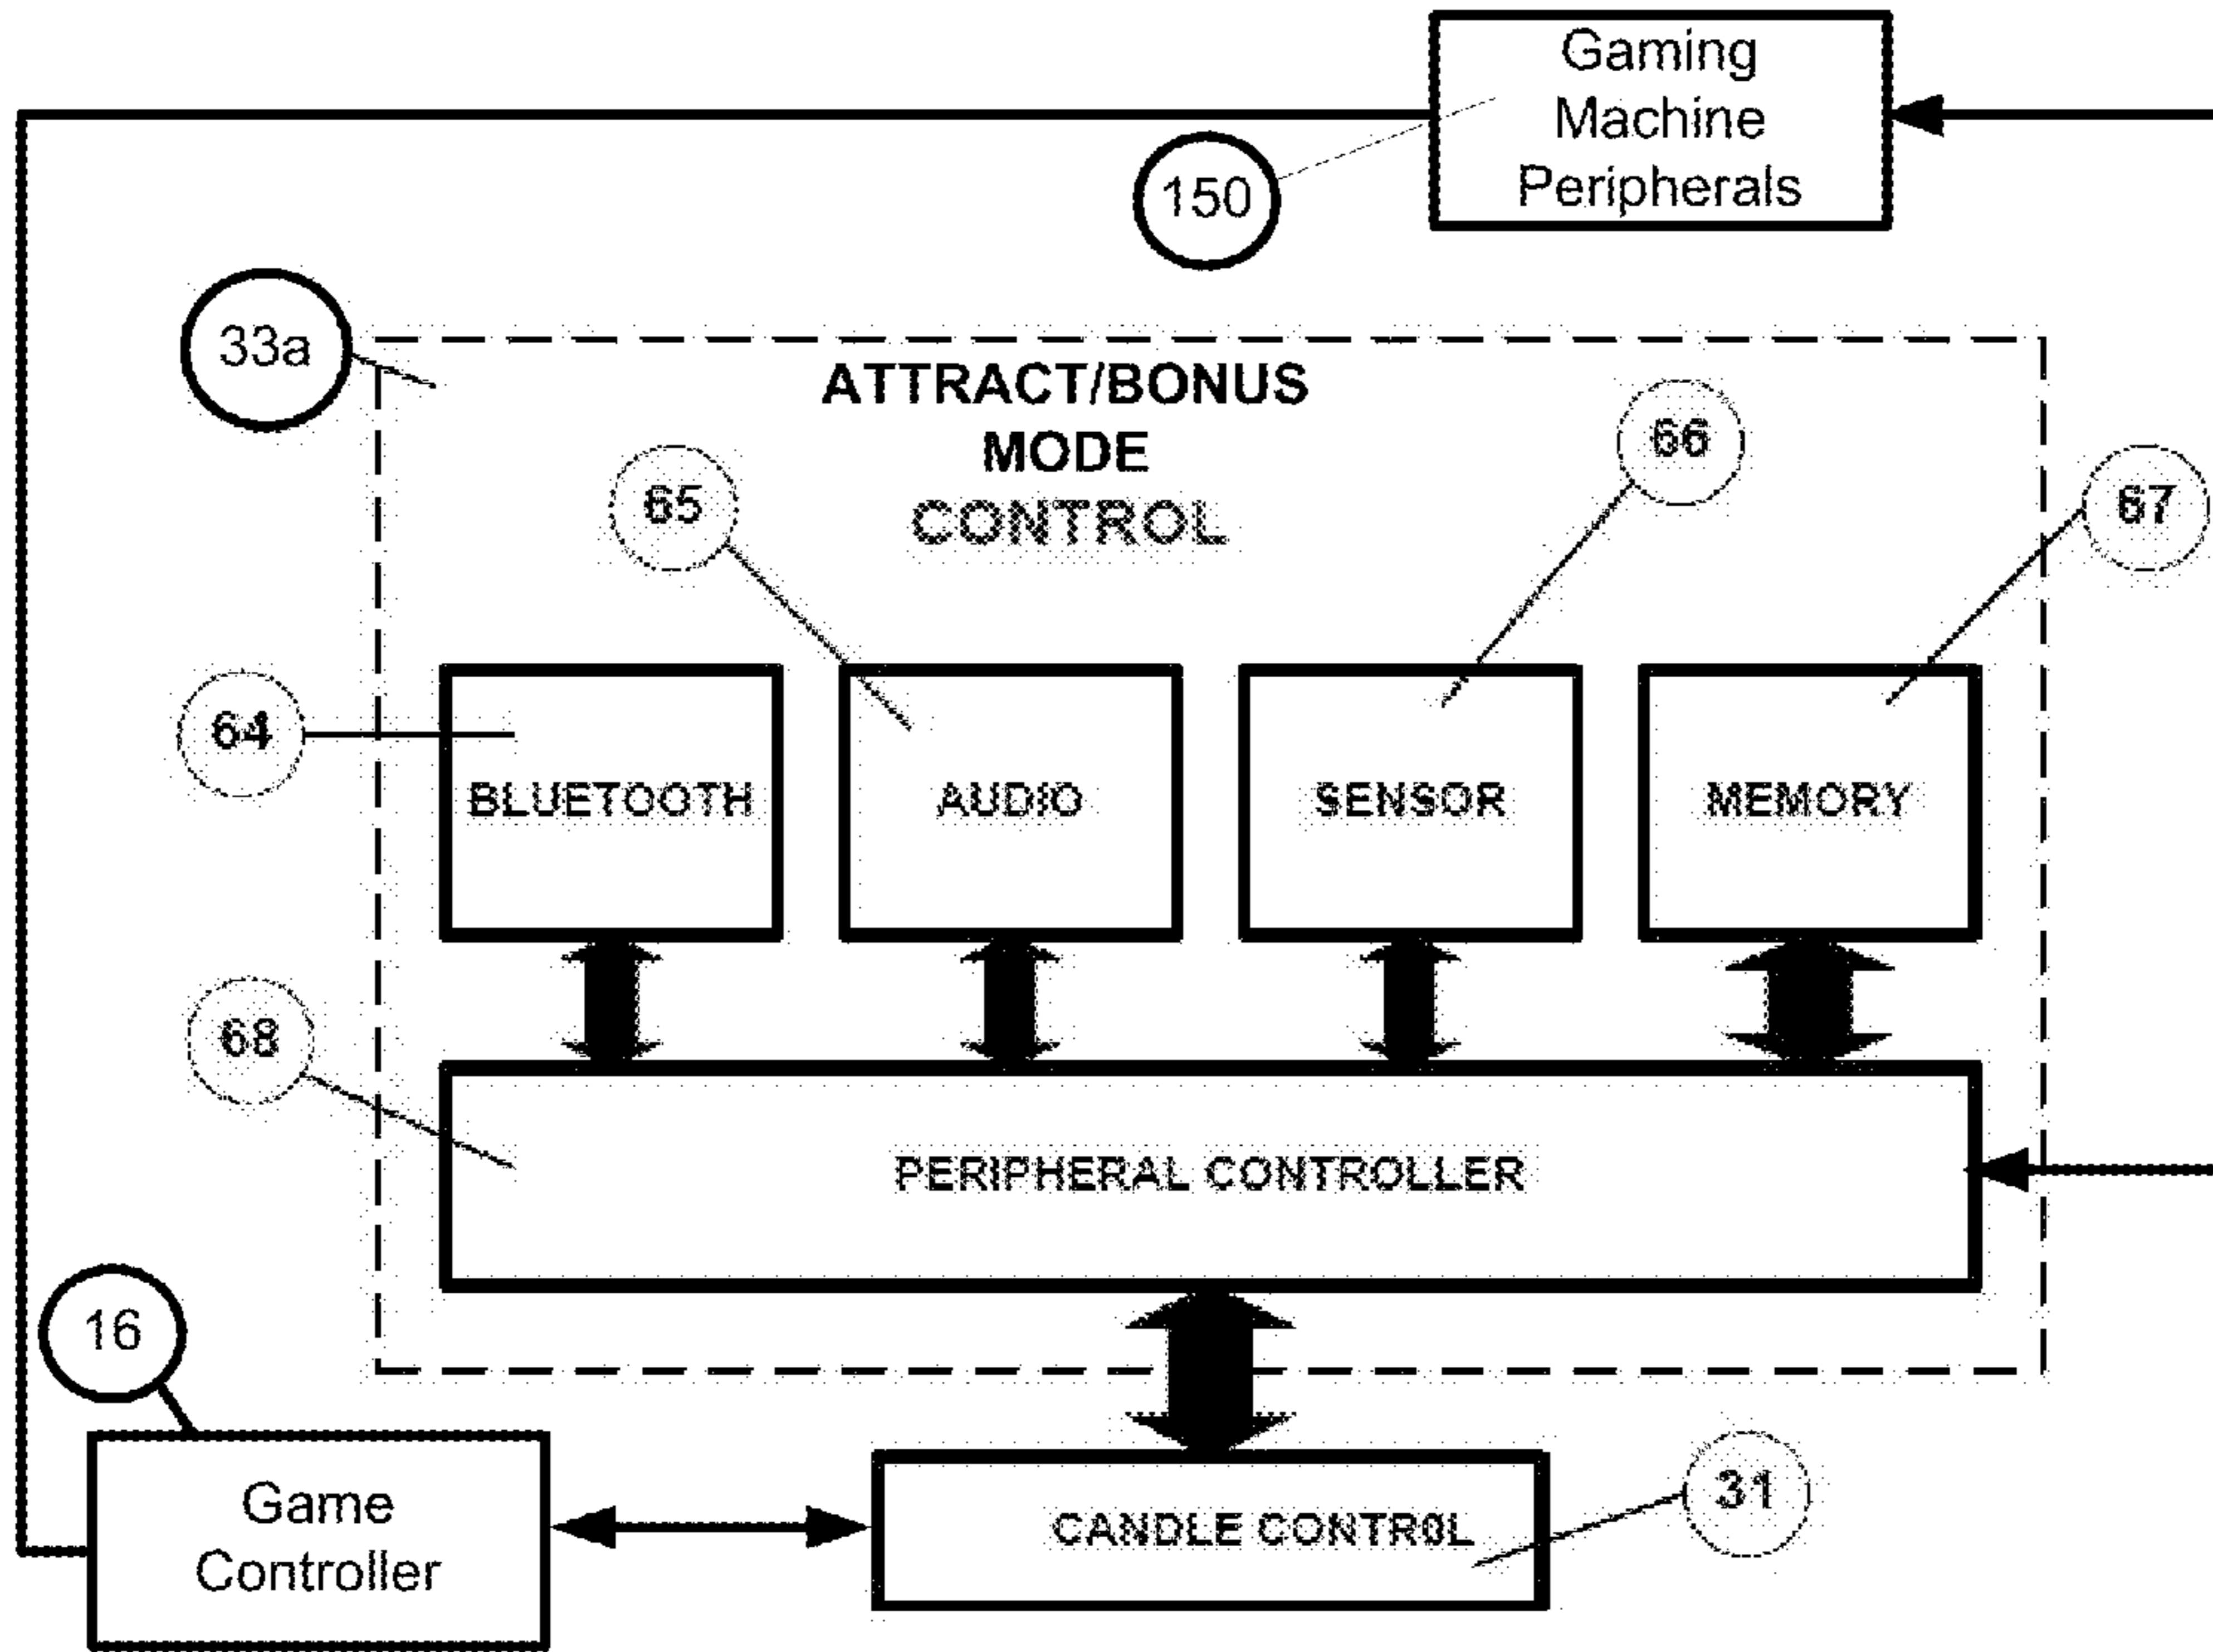 Gaming
Machine
Peripherals
150
33a
ATTRACT/BONUS
MODE
CONTROL
65
66
67
64
BLUETOOTH
AUDIO
SENSOR
MEMORY
68
PERIPHERAL CONTROLLER
16
Game
Controller
CANDLE CONTROL
31